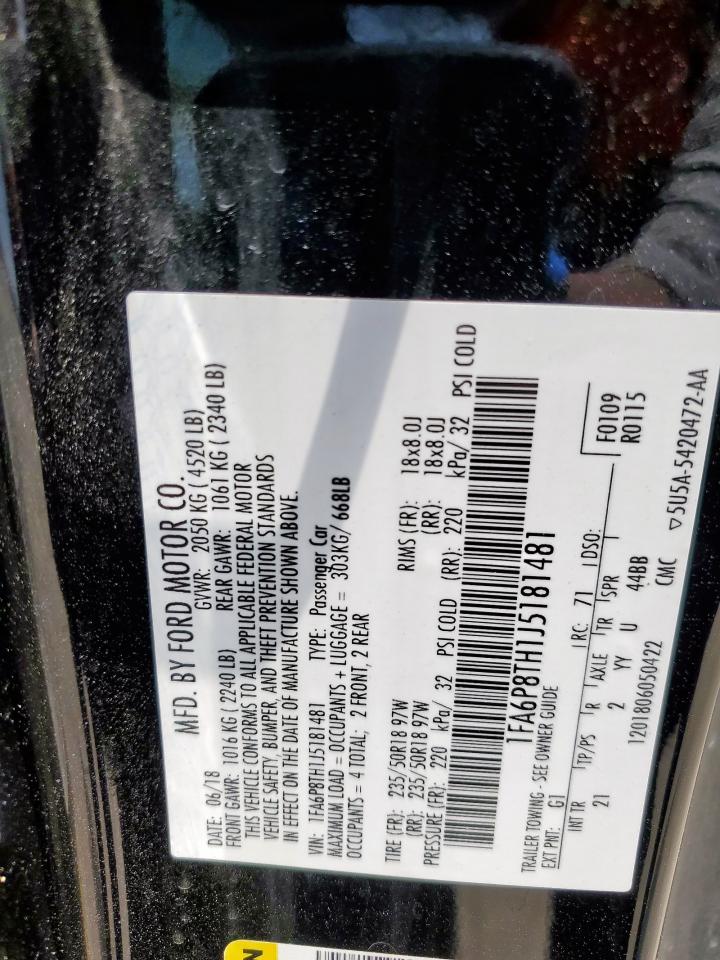 MFD. BY FORD MOTOR CO.
DATE: 06/18 GVWR: 2050 KG ( 4520 LB)
FRONT GAWR: 1016 KG ( 2240LB) REAR GAWR: 1061 KG ( 2340 LB)
THIS VEHICLE CONFORMS TO ALL APPLICABLE FEDERAL MOTOR
VEHICLE SAFETY, BUMPER, AND THEFT PREVENTION STANDARDS
IN EFFECT ON THE DATE OF MANUFACTURE SHOWN ABOVE.
VIN: 1FA6P8TH1J5181481 TYPE: Passenger Car
MAXIMUM LOAD = OCCUPANTS + LUGGAGE = 303KG/ 668LB
OCCUPANTS = 4 TOTAL; 2 FRONT, 2 REAR
TIRE (FR): 235/50R18 97W RIMS (FR): 18x8.0J
(RR): 235/50R18 97W (RR): 18x8.0J
PRESSURE (FR): 220 kPa/ 32 PSI COLD (RR): 220 kPa/ 32 PSI COLD
1FA6P8TH1J5181481
TRAILER TOWING - SEE OWNER GUIDE
EXT PNT: G1 RC: 71 DSO: F0109
INT TR TP/PS R AXLE TR SPR R0115
21 2 YY U 44BB
1201806050422 CMC ▽5U5A-5420472-AA
N